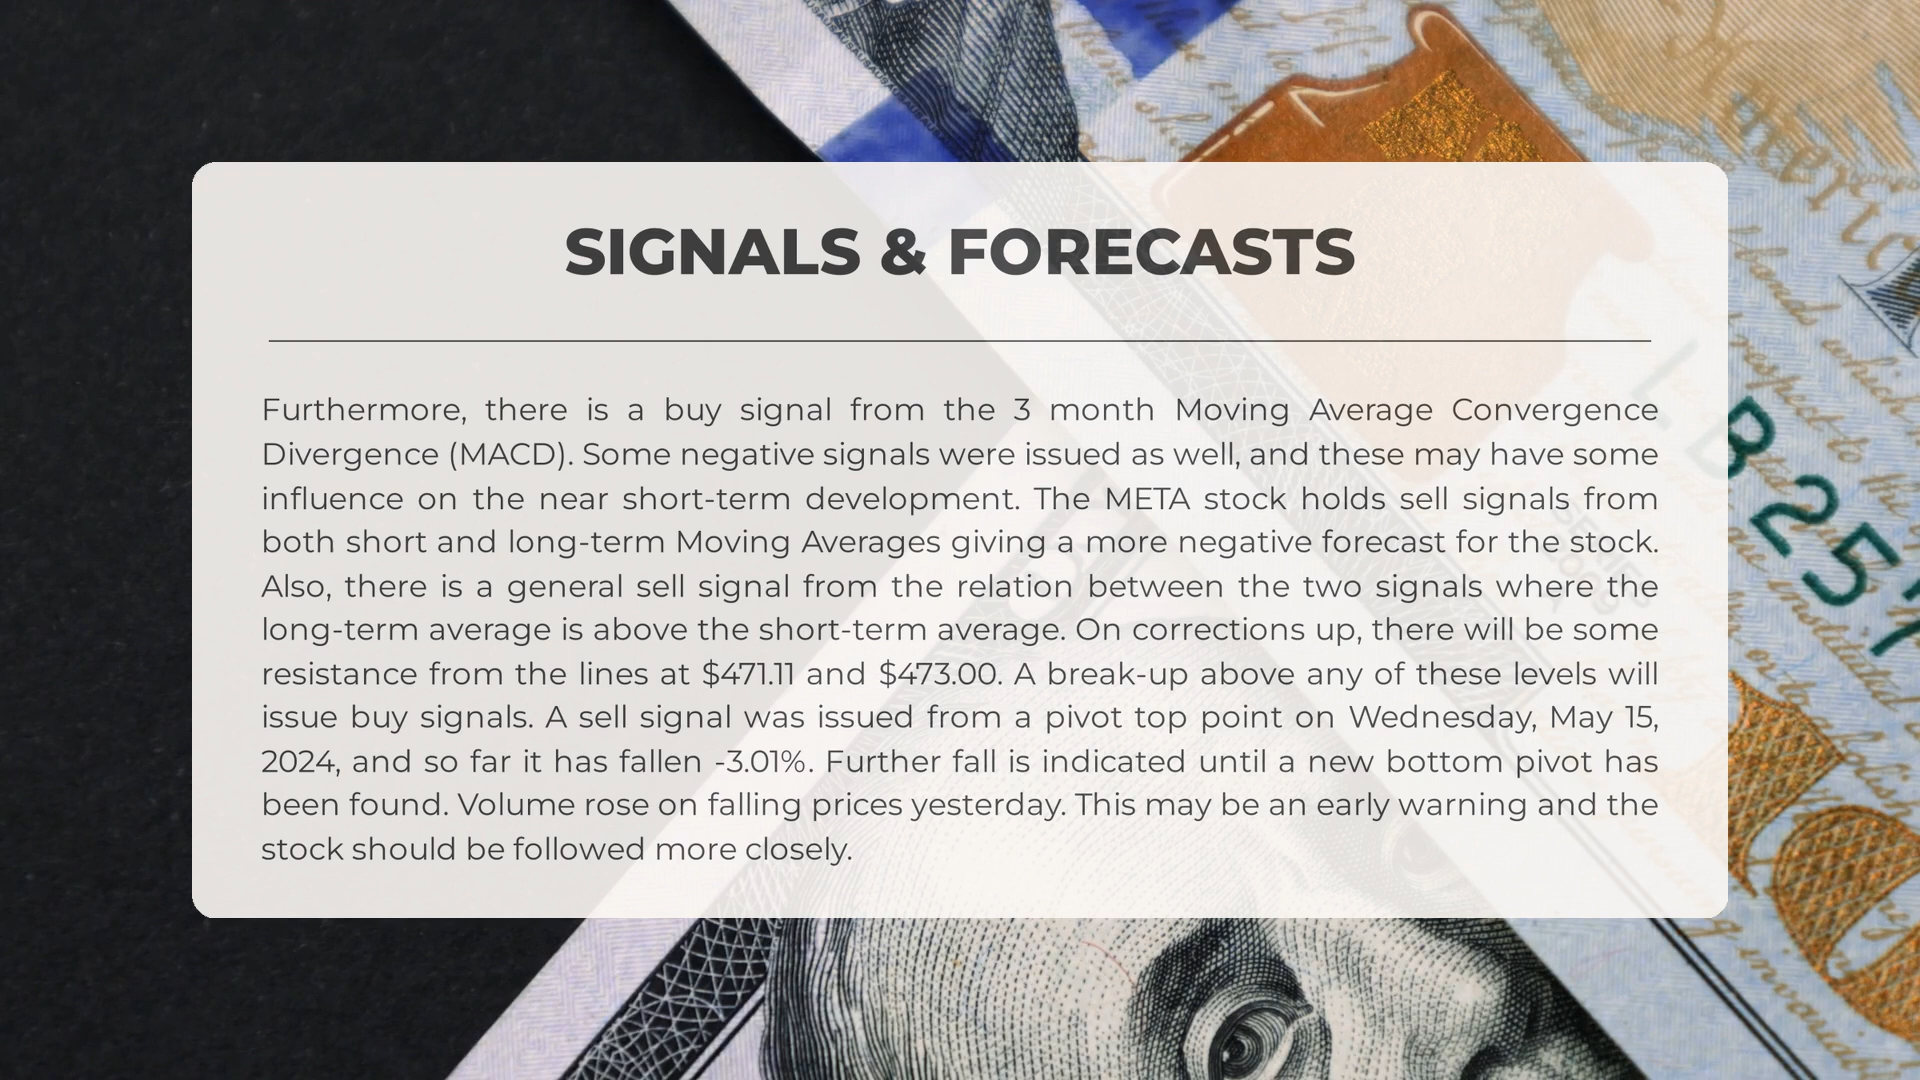 SIGNALS & FORECASTS
Furthermore, there is a buy signal from the 3 month Moving Average Convergence
Divergence (MACD). Some negative signals were issued as well, and these may have some
influence on the near short-term development. The META stock holds sell signals from
both short and long-term Moving Averages giving a more negative forecast for the stock.
Also, there is a general sell signal from the relation between the two signals where the
long-term average is above the short-term average. On corrections up, there will be some
resistance from the lines at $471.11 and $473.00. A break-up above any of these levels will
issue buy signals. A sell signal was issued from a pivot top point on Wednesday, May 15,
2024, and so far it has fallen -3.01%. Further fall is indicated until a new bottom pivot has
been found. Volume rose on falling prices yesterday. This may be an early warning and the
stock should be followed more closely.
LB25